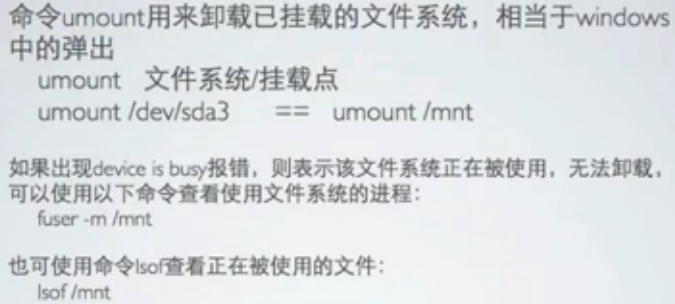 命令umount用来卸载已挂载的文件系统，相当于windows
中的弹出
umount 文件系统/挂载点
umount /dev/sda3 == umount /mnt
如果出现device is busy报错，则表示该文件系统正在被使用，无法卸载，
可以使用以下命令查看使用文件系统的进程：
fuser -m /mnt
也可使用命令lsof查看正在被使用的文件：
lsof /mnt